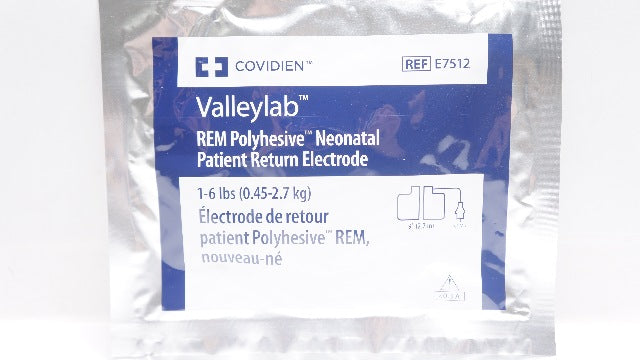 COVIDIEN™
REF E7512
Valleylab™
REM Polyhesive™ Neonatal
Patient Return Electrode
1-6 lbs (0.45-2.7 kg)
Électrode de retour
patient Polyhesive™ REM,
nouveau-né